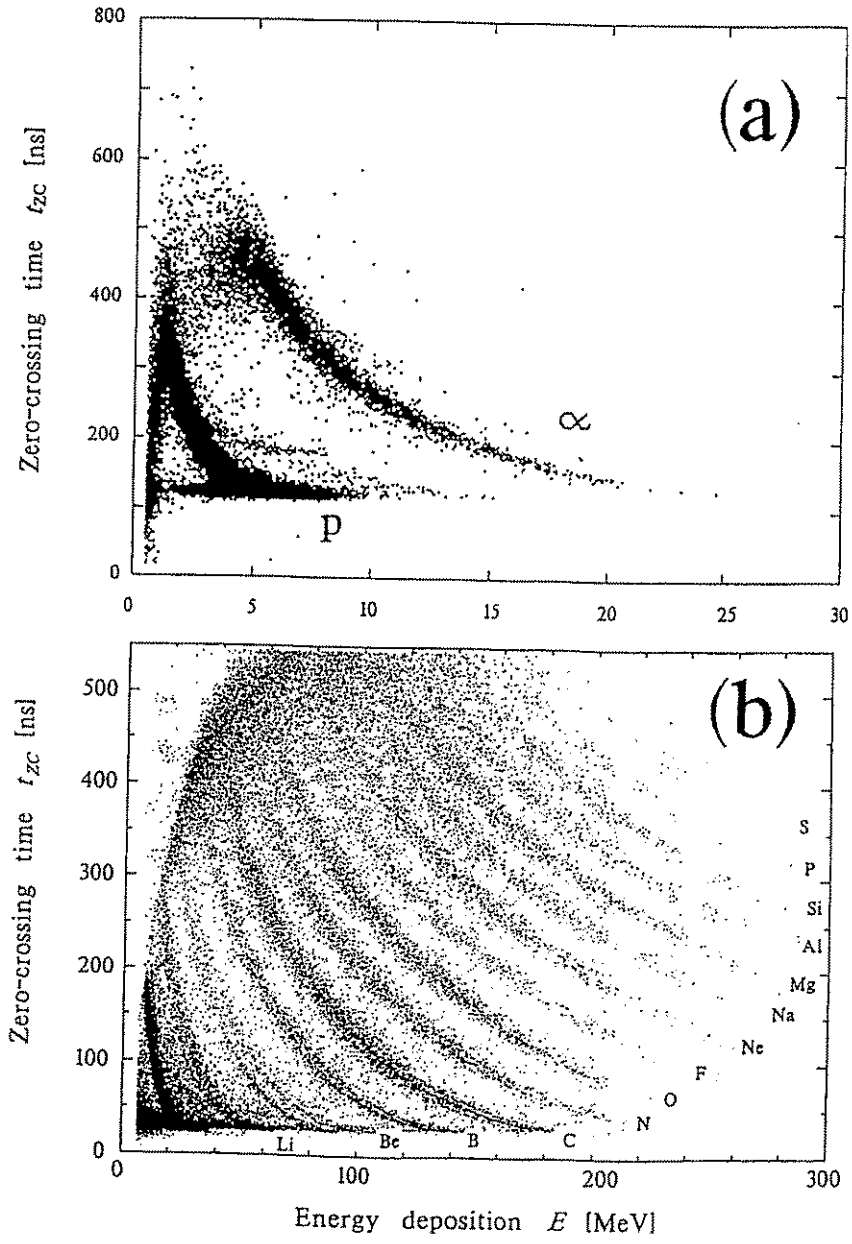 800
600
400
200
0
Zero-crossing time tZC [ns]
(a)
∝
p
0 5 10 15 20 25 30
500
400
300
200
100
0
Zero-crossing time tZC [ns]
(b)
S
P
Si
Al
Mg
Na
Ne
F
O
N
Li Be B C
0 100 200 300
Energy deposition E [MeV]